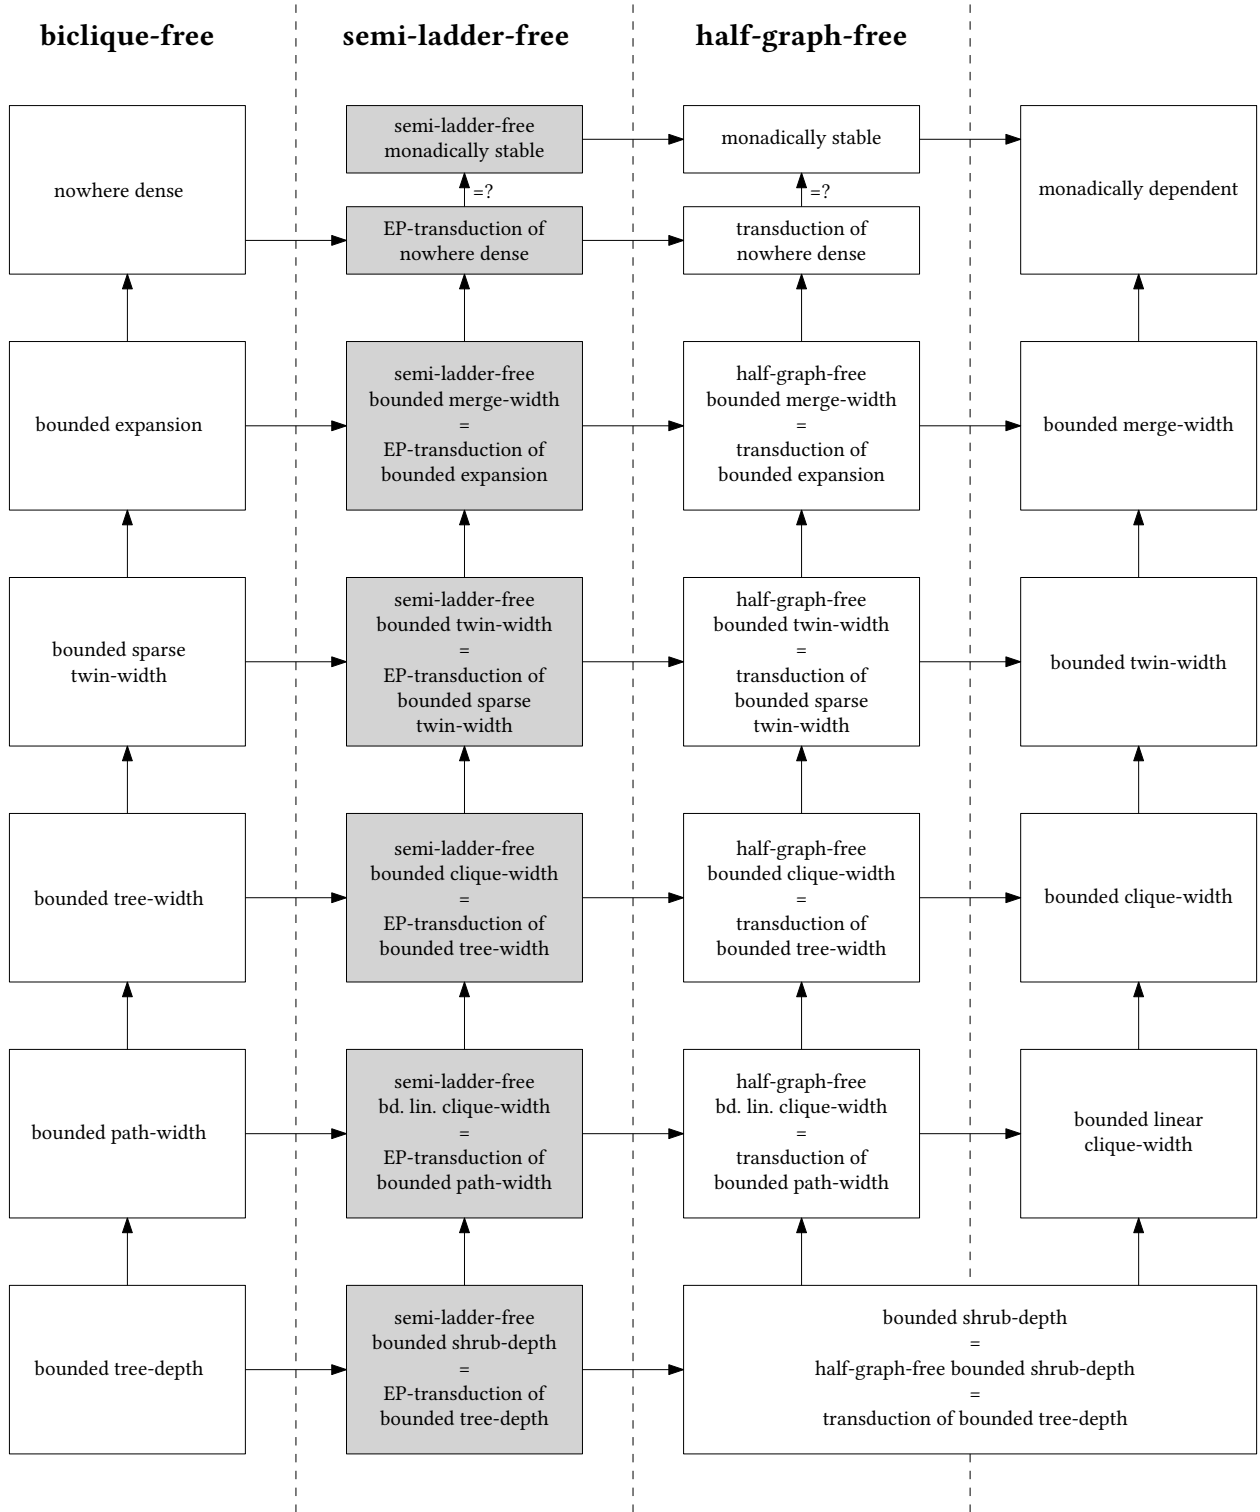 biclique-free
semi-ladder-free
half-graph-free
nowhere dense
semi-ladder-free
monadically stable
=?
EP-transduction of
nowhere dense
monadically stable
=?
transduction of
nowhere dense
monadically dependent
bounded expansion
semi-ladder-free
bounded merge-width
=
EP-transduction of
bounded expansion
half-graph-free
bounded merge-width
=
transduction of
bounded expansion
bounded merge-width
bounded sparse
twin-width
semi-ladder-free
bounded twin-width
=
EP-transduction of
bounded sparse
twin-width
half-graph-free
bounded twin-width
=
transduction of
bounded sparse
twin-width
bounded twin-width
bounded tree-width
semi-ladder-free
bounded clique-width
=
EP-transduction of
bounded tree-width
half-graph-free
bounded clique-width
=
transduction of
bounded tree-width
bounded clique-width
bounded path-width
semi-ladder-free
bd. lin. clique-width
=
EP-transduction of
bounded path-width
half-graph-free
bd. lin. clique-width
=
transduction of
bounded path-width
bounded linear
clique-width
bounded tree-depth
semi-ladder-free
bounded shrub-depth
=
EP-transduction of
bounded tree-depth
bounded shrub-depth
=
half-graph-free bounded shrub-depth
=
transduction of bounded tree-depth